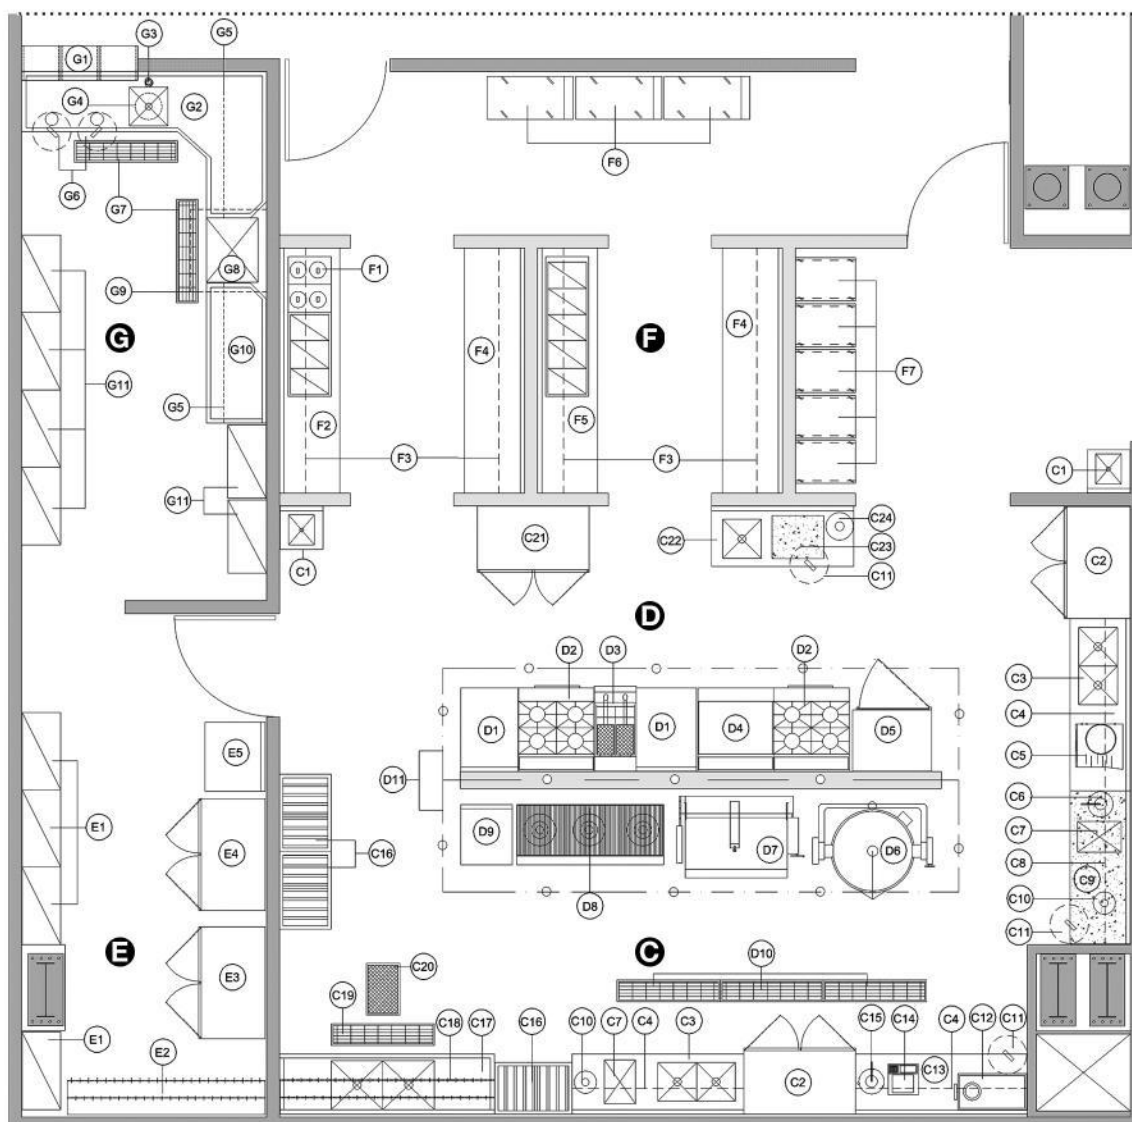 G3 G5
G1
G4 G2
F6
G6 G7
G8 F1
G9
G F4 F F4
G10
G11 F7
G5 F2 F5
F3 F3 C1
G11
C24
C22 C21 C23 C2
C1 C11
D
D2 D3 D2
C3
C4
D1 D1 D4 D5
E5 C5
D11
C6
E1 E4 C16 D9 D7 D6 C7
C8
C9
D8 C10
C11
E E3 C D10
C20
C19
E1 C18 C17 C16 C10 C7 C4 C3 C15 C14 C4 C12 C11
E2 C2 C13